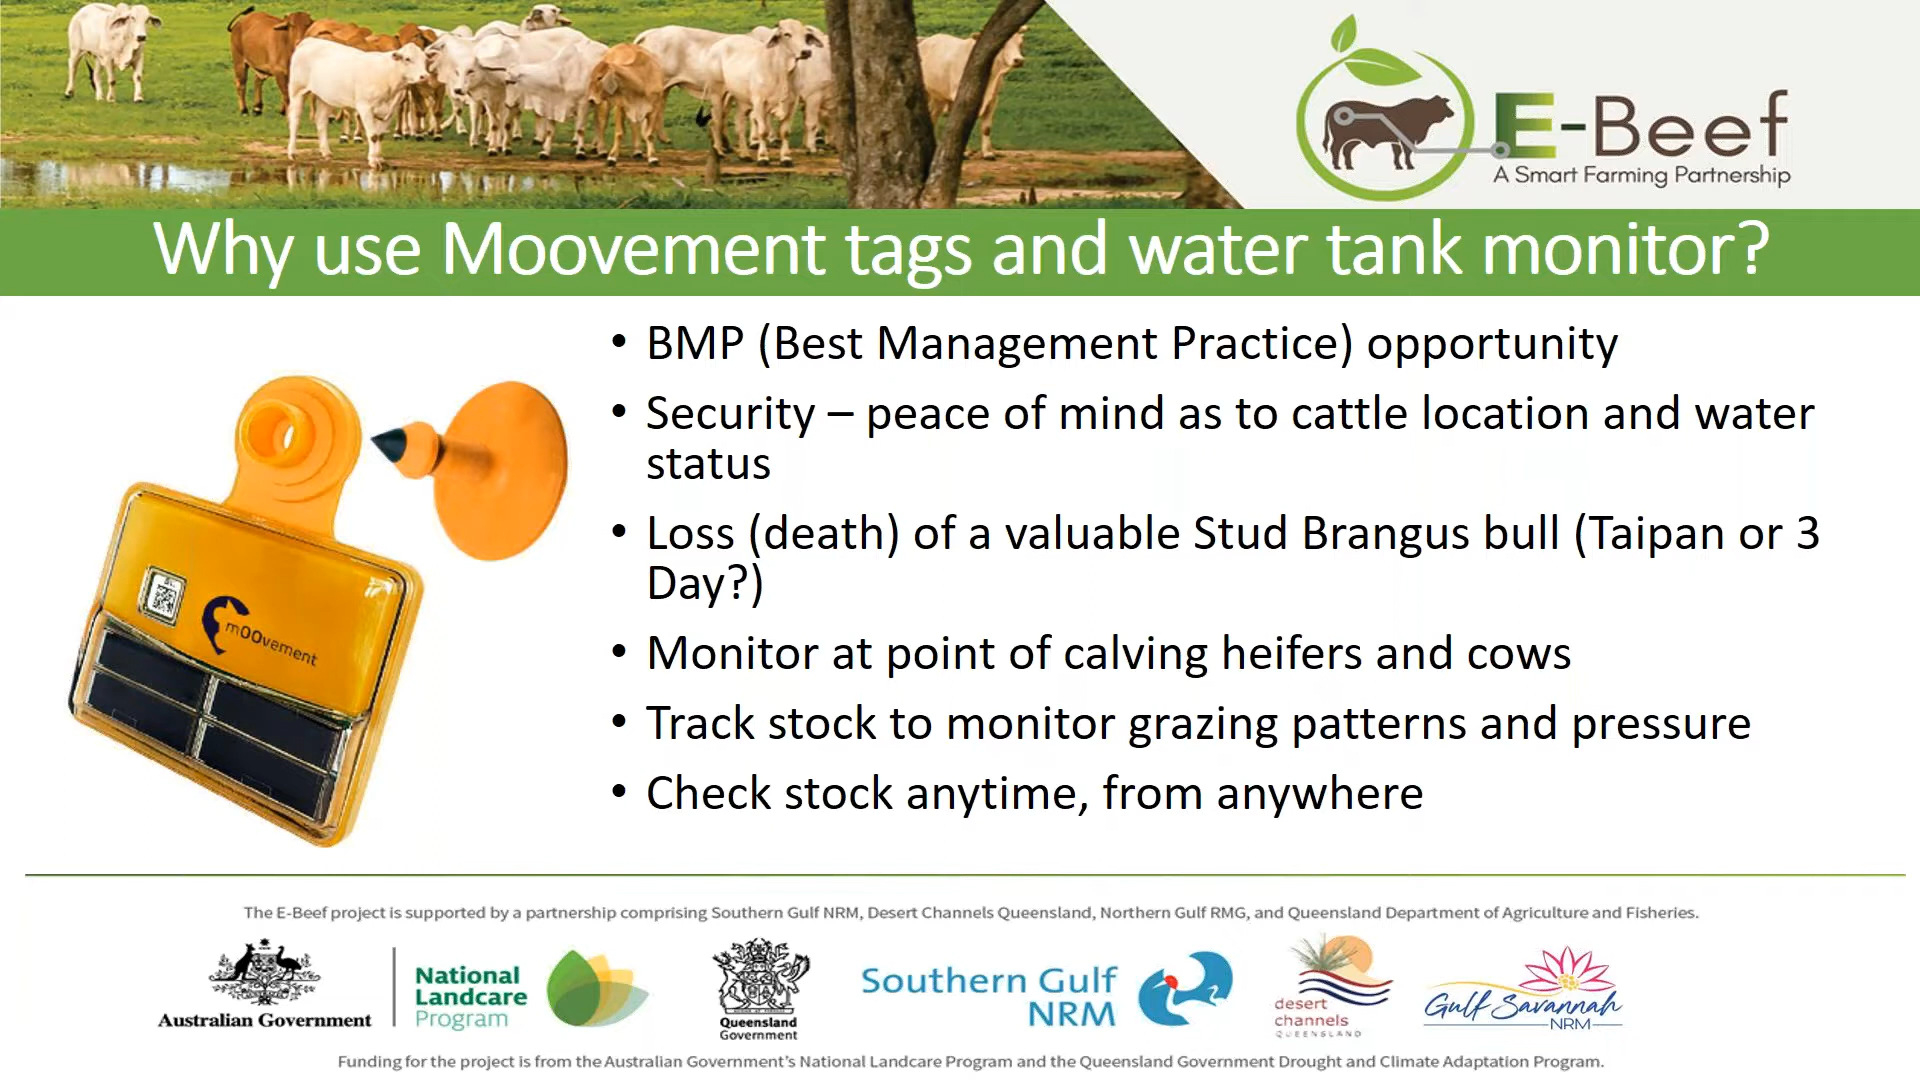 E-Beef
A Smart Farming Partnership
Why use Moovement tags and water tank monitor?
• BMP (Best Management Practice) opportunity
• Security – peace of mind as to cattle location and water
status
• Loss (death) of a valuable Stud Brangus bull (Taipan or 3
Day?)
• Monitor at point of calving heifers and cows
• Track stock to monitor grazing patterns and pressure
• Check stock anytime, from anywhere
m00vement
The E-Beef project is supported by a partnership comprising Southern Gulf NRM, Desert Channels Queensland, Northern Gulf RMG, and Queensland Department of Agriculture and Fisheries.
Australian Government
National
Landcare
Program
Queensland
Government
Southern Gulf
NRM
desert
channels
QUEENSLAND
Gulf Savannah
NRM
Funding for the project is from the Australian Government's National Landcare Program and the Queensland Government Drought and Climate Adaptation Program.